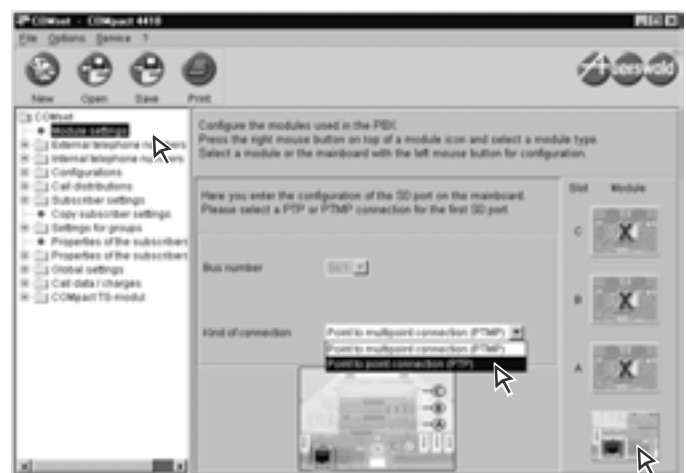 COMset - COMpact 4410
File Options Service ?
New Open Save Print
Auerswald
COMset
Module settings
External telephone numbers
Internal telephone numbers
Configurations
Call distributions
Subscriber settings
Copy subscriber settings
Settings for groups
Properties of the subscribers
Properties of the subscribers
Global settings
Call data / charges
COMpact TS-modul
Configure the modules used in the PBX.
Press the right mouse button on top of a module icon and select a module type.
Select a module or the mainboard with the left mouse button for configuration.
Here you enter the configuration of the S0 port on the mainboard.
Please select a PTP or PTMP connection for the first S0 port.
Bus number
Kind of connection
Point to multipoint connection (PTMP)
Point to multipoint connection (PTMP)
Point to point connection (PTP)
C
B
A
Slot Module
C X
B X
A X